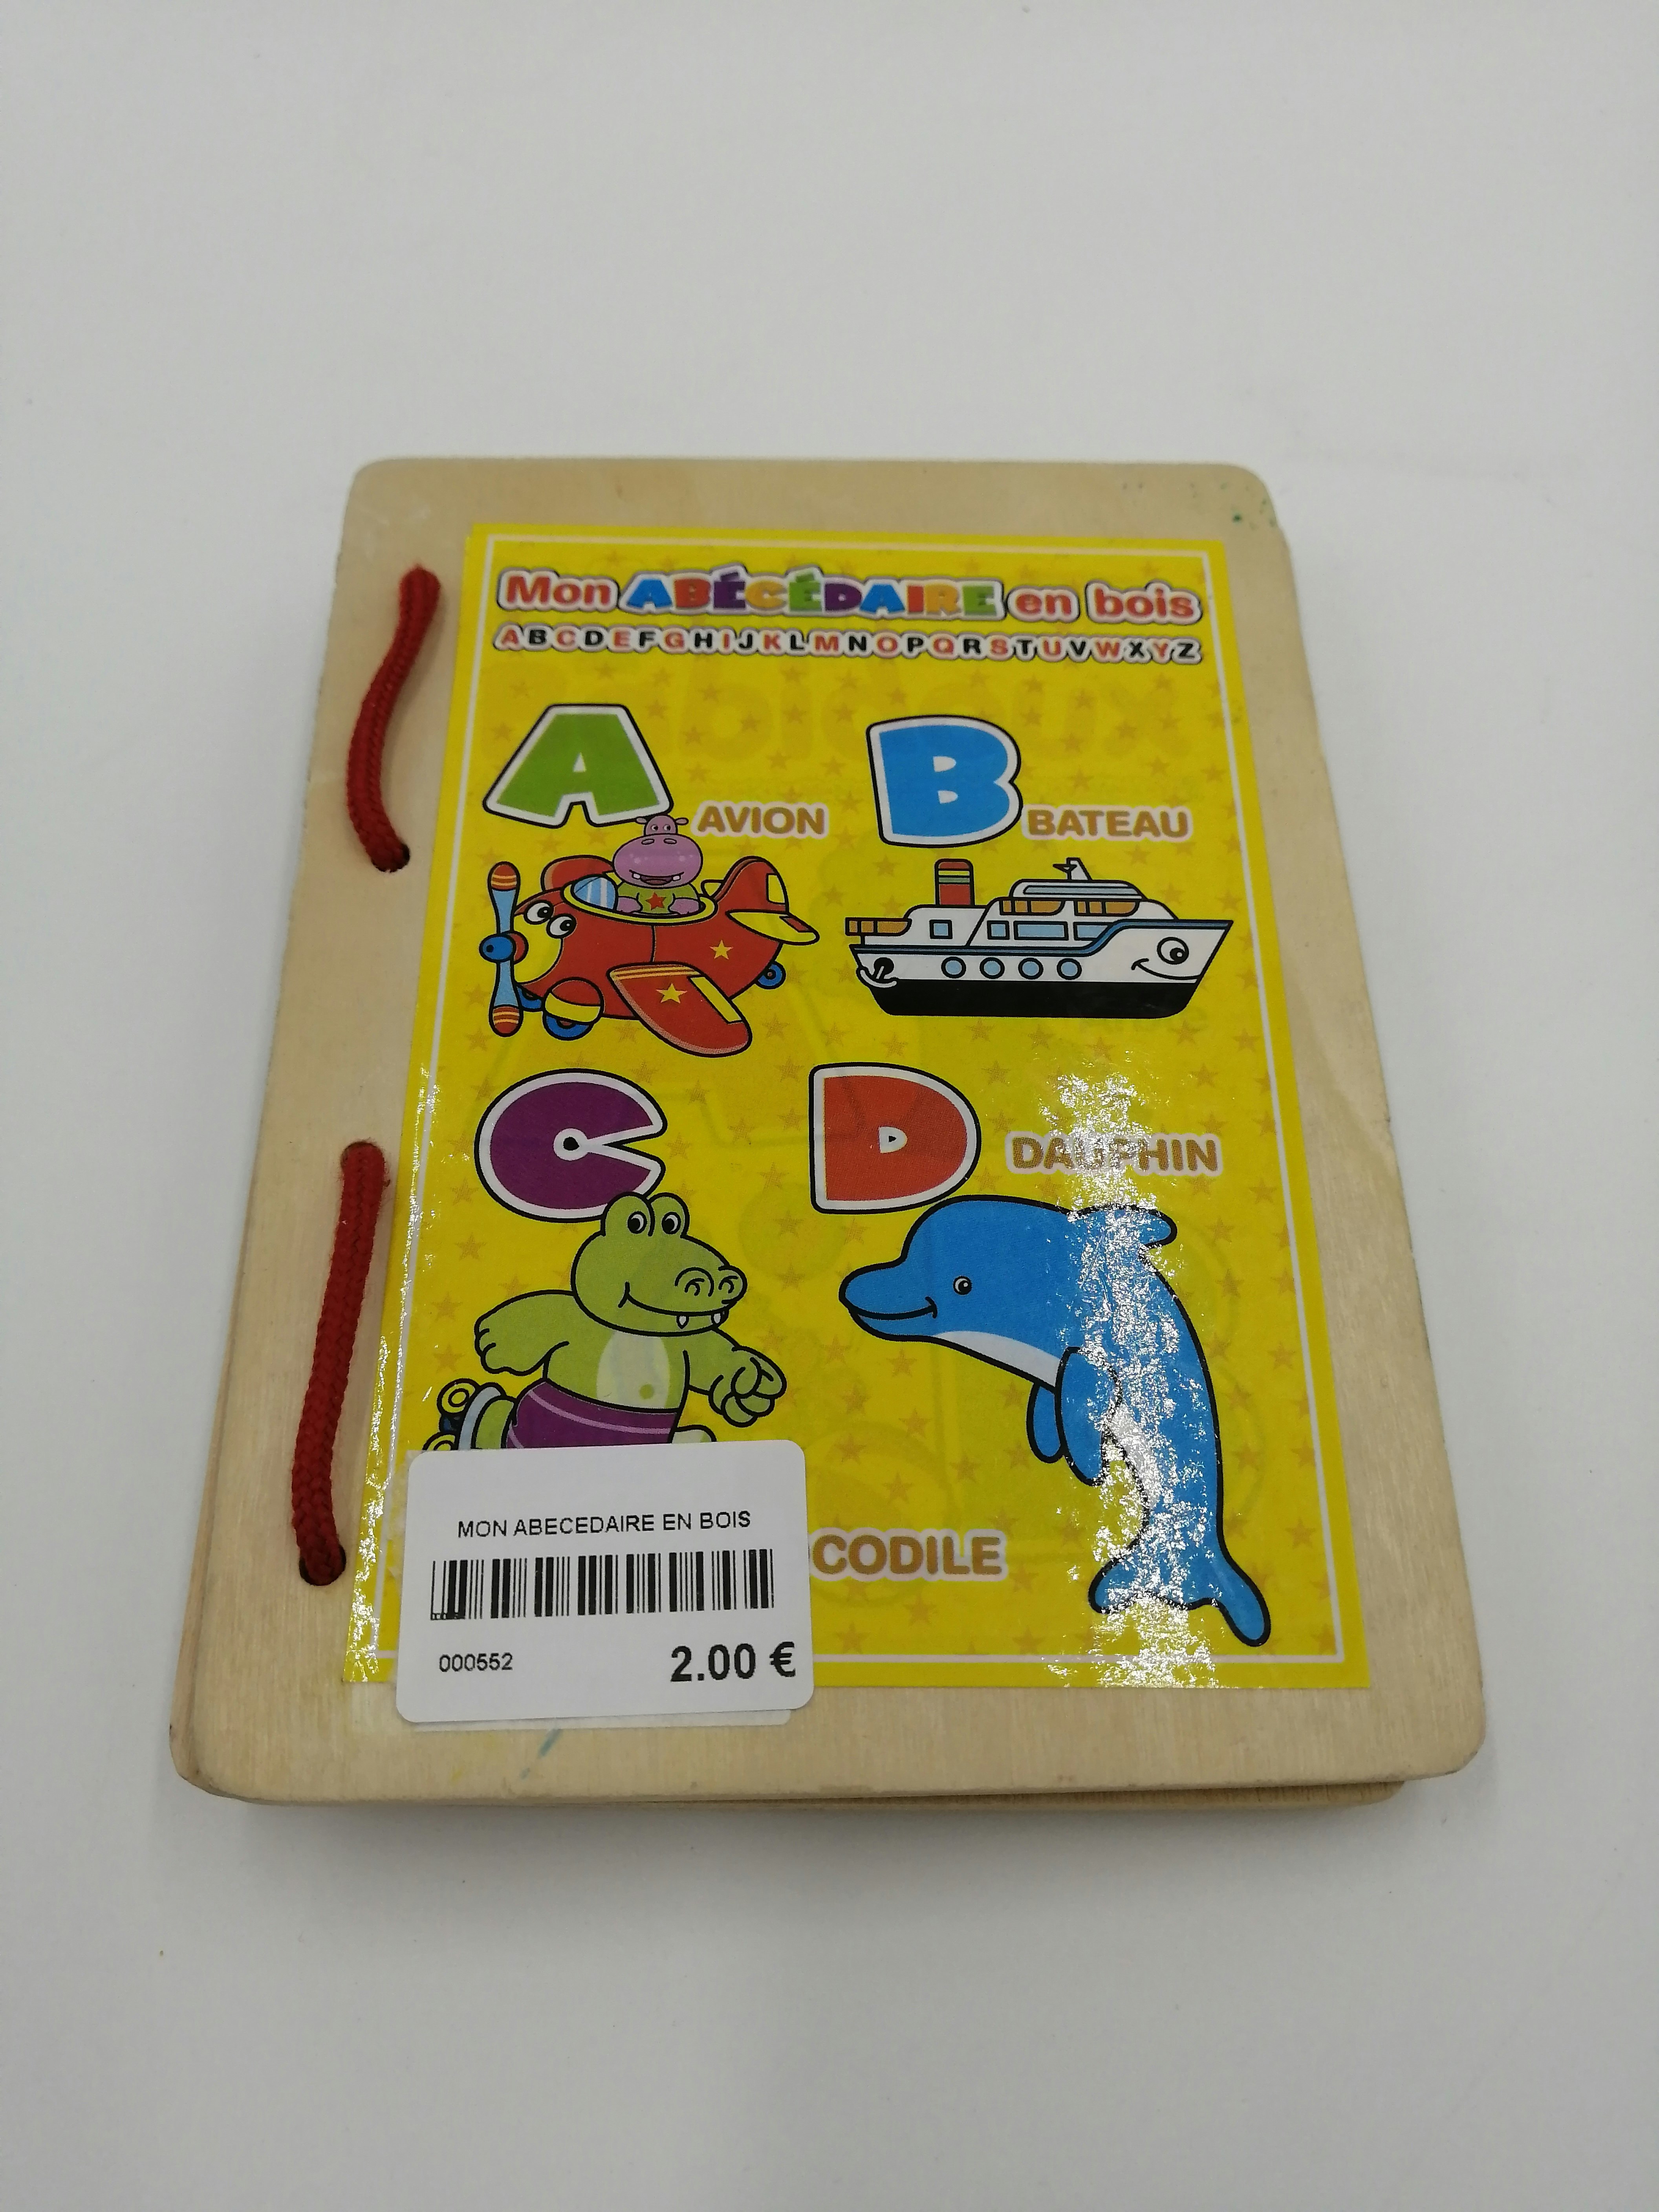 Mon ABÉCÉDAIRE en bois
ABCDEFGHIJKLMNOPQRSTUVWXYZ
A
AVION
B
BATEAU
C
D
DAUPHIN
CODILE
MON ABECEDAIRE EN BOIS
000552
2.00 €